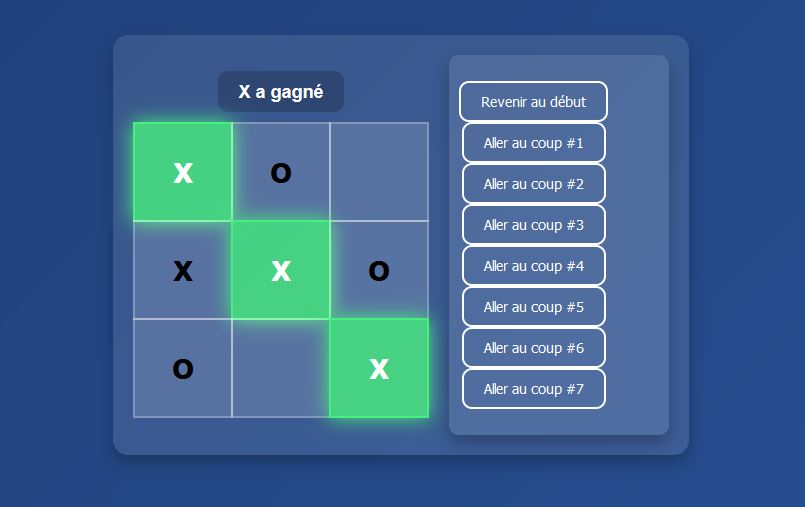 X a gagné
X O
X X O
O X
Revenir au début
Aller au coup #1
Aller au coup #2
Aller au coup #3
Aller au coup #4
Aller au coup #5
Aller au coup #6
Aller au coup #7